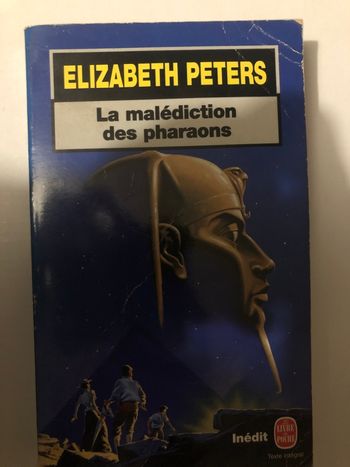 ELIZABETH PETERS
La malédiction
des pharaons
Inédit
LE
LIVRE
DE
POCHE
Texte intégral